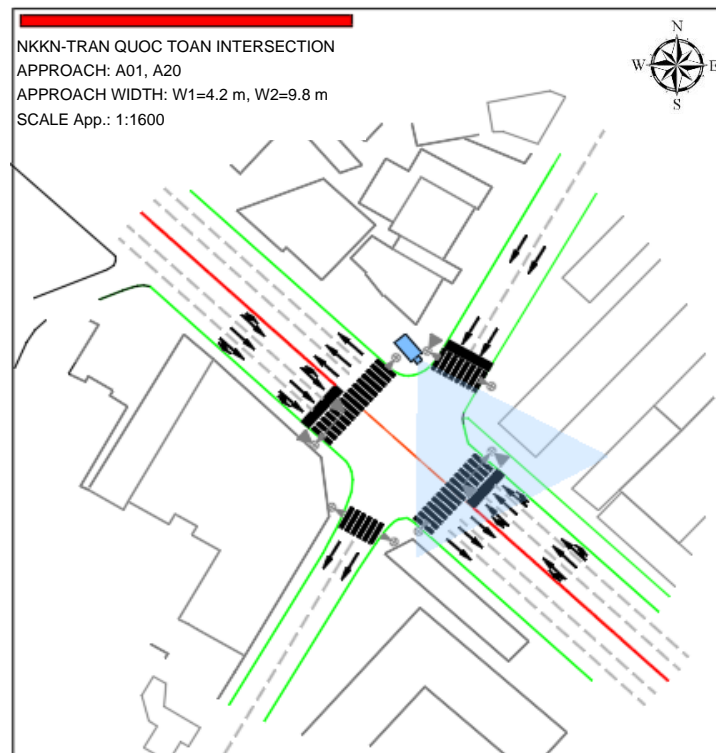 NKKN-TRAN QUOC TOAN INTERSECTION
APPROACH: A01, A20
APPROACH WIDTH: W1=4.2 m, W2=9.8 m
SCALE App.: 1:1600
N
W E
S